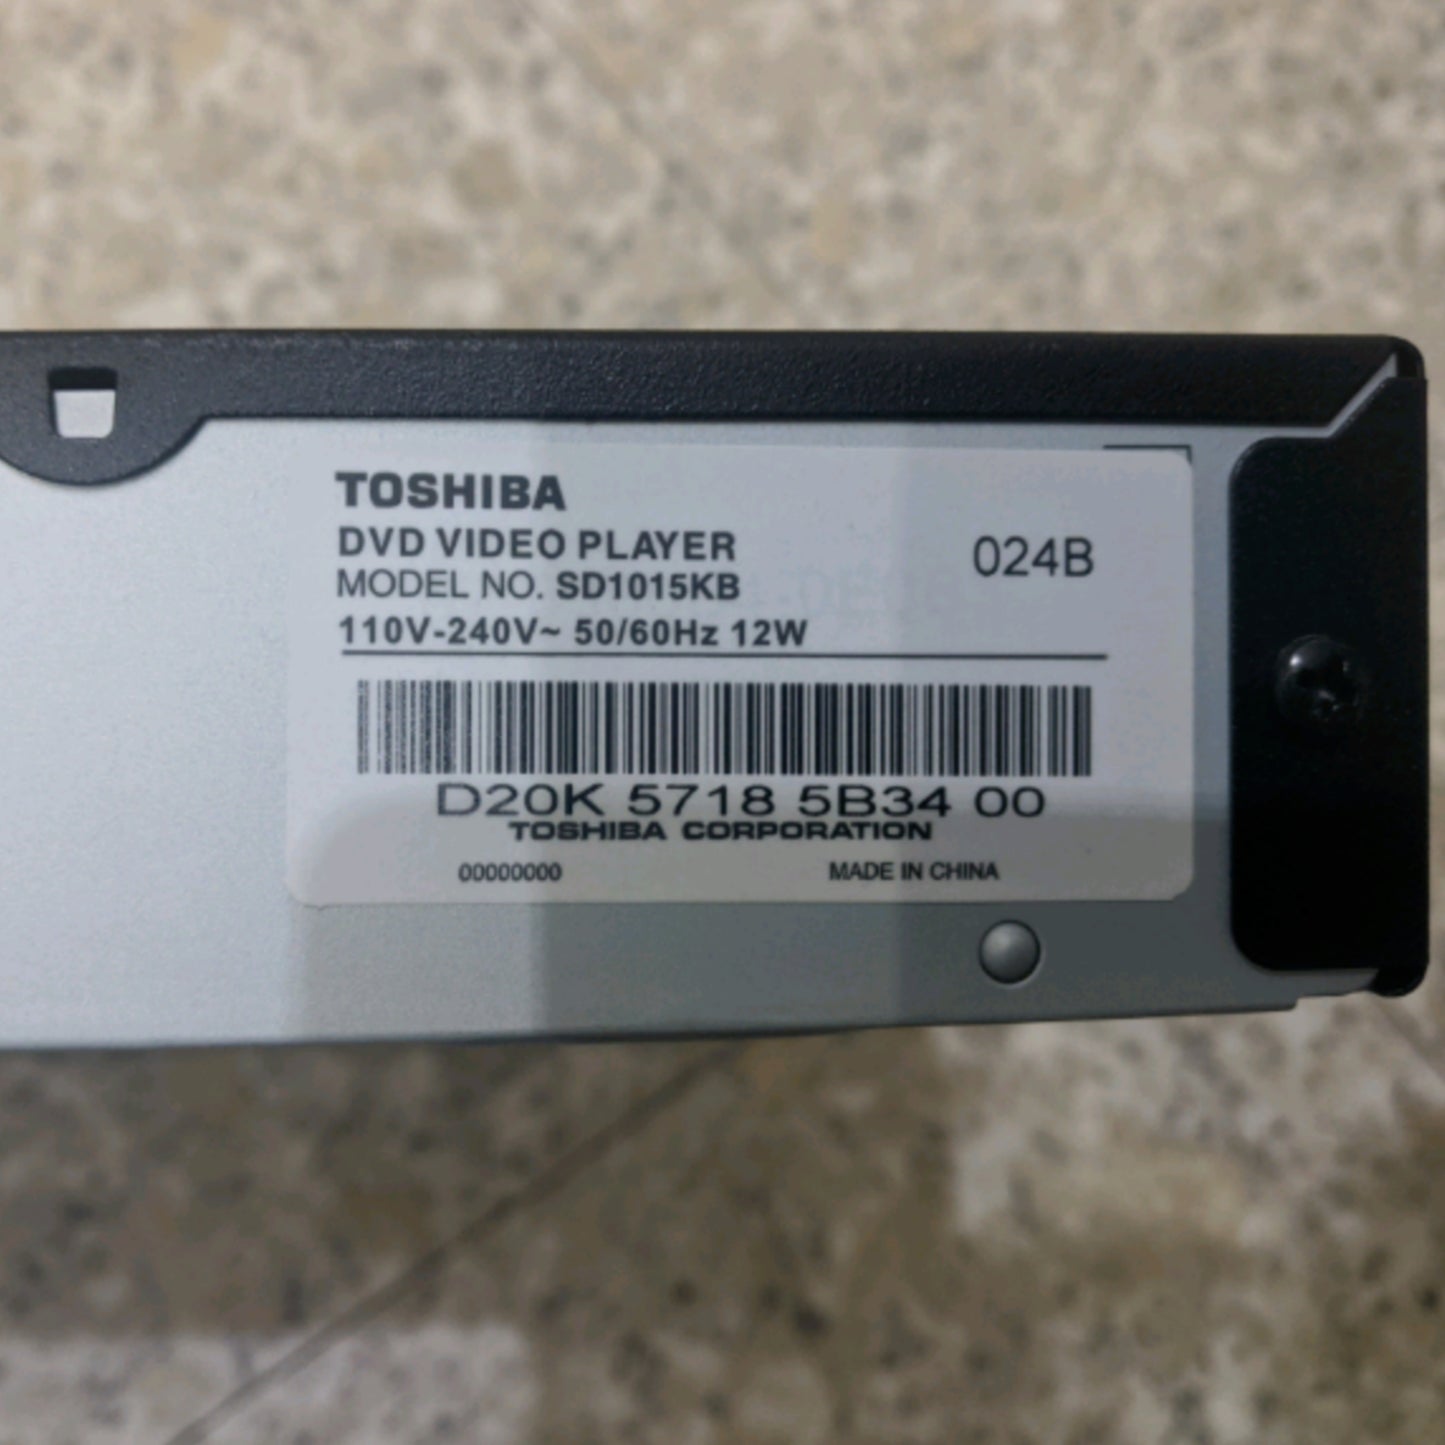 TOSHIBA
DVD VIDEO PLAYER
024B
MODEL NO. SD1015KB
110V-240V~ 50/60Hz 12W
D20K 5718 5B34 00
TOSHIBA CORPORATION
00000000 MADE IN CHINA